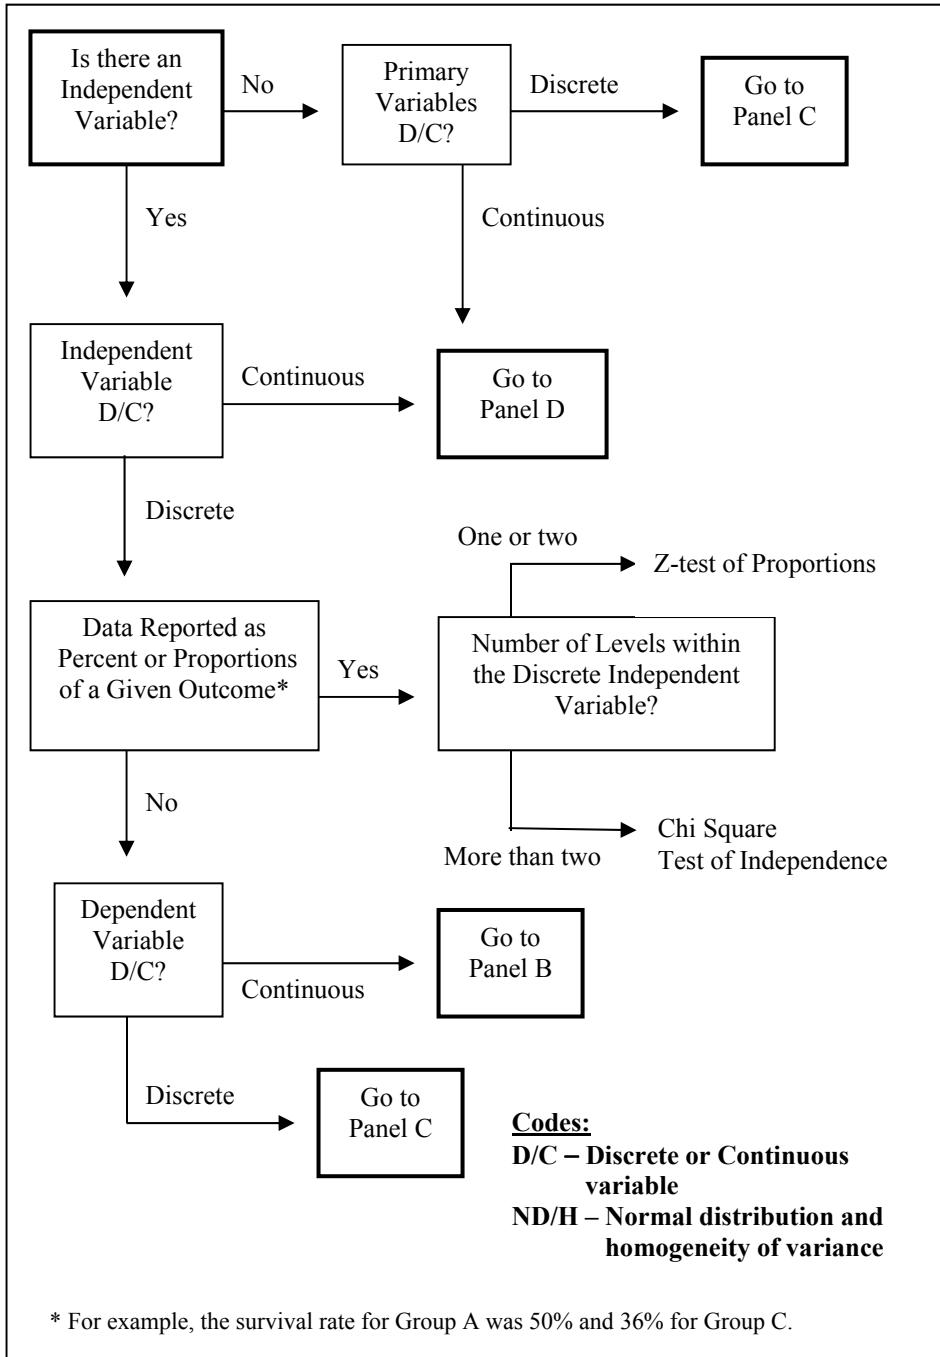 Is there an
Independent
Variable?
No
Primary
Variables
D/C?
Discrete
Go to
Panel C
Yes
Continuous
Independent
Variable
D/C?
Continuous
Go to
Panel D
Discrete
One or two
Z-test of Proportions
Data Reported as
Percent or Proportions
of a Given Outcome*
Yes
Number of Levels within
the Discrete Independent
Variable?
No
More than two
Chi Square
Test of Independence
Dependent
Variable
D/C?
Continuous
Go to
Panel B
Discrete
Go to
Panel C
Codes:
D/C – Discrete or Continuous
variable
ND/H – Normal distribution and
homogeneity of variance
* For example, the survival rate for Group A was 50% and 36% for Group C.